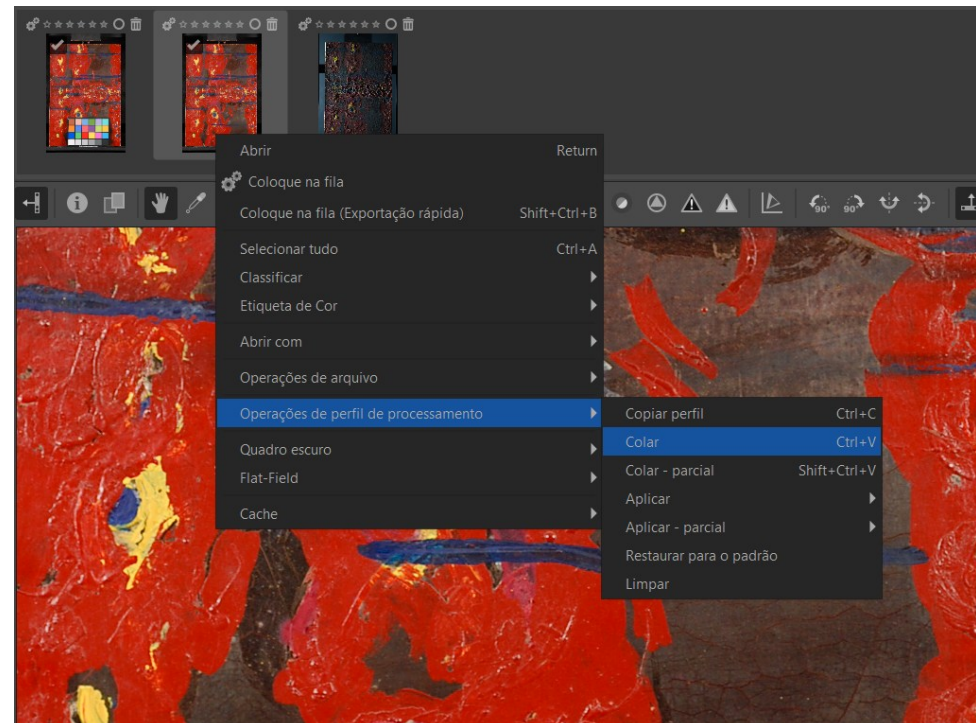 Abrir Return
Coloque na fila
Coloque na fila (Exportação rápida) Shift+Ctrl+B
Selecionar tudo Ctrl+A
Classificar
Etiqueta de Cor
Abrir com
Operações de arquivo
Operações de perfil de processamento
Quadro escuro
Flat-Field
Cache
Copiar perfil Ctrl+C
Colar Ctrl+V
Colar - parcial Shift+Ctrl+V
Aplicar
Aplicar - parcial
Restaurar para o padrão
Limpar
90°
90°